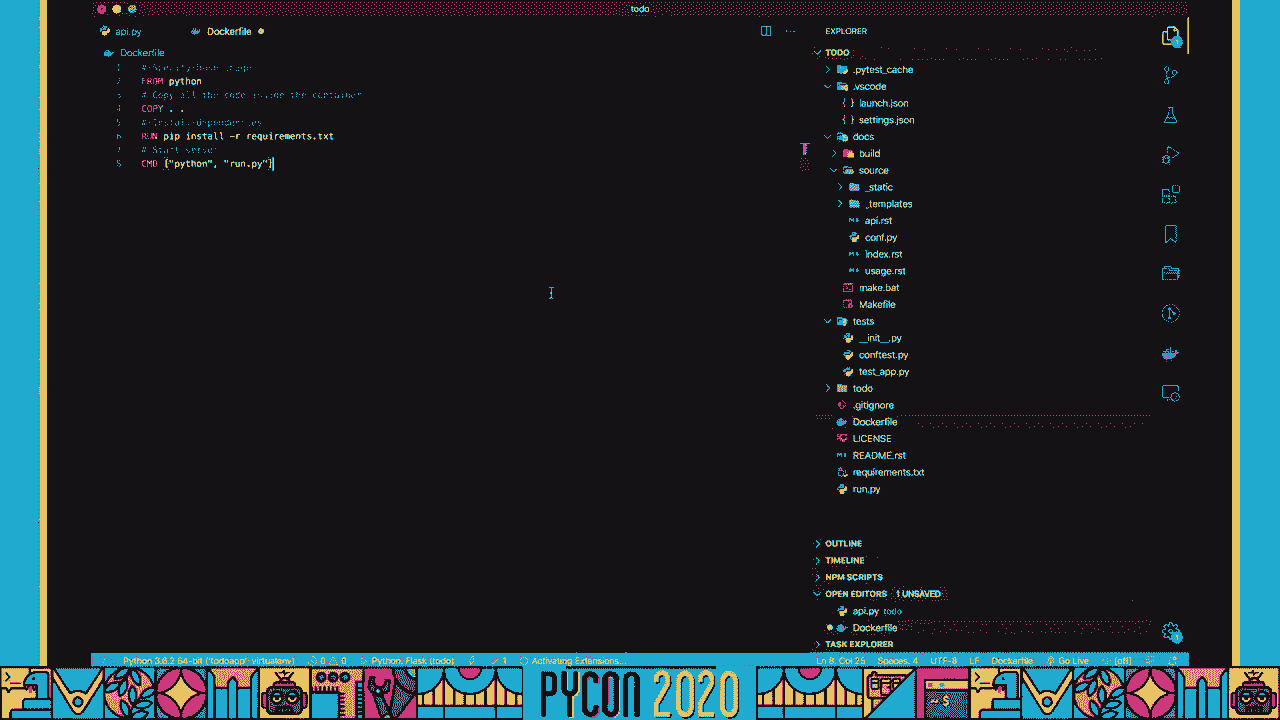 todo
api.py
Dockerfile
Dockerfile
1 # Specify base image
2 FROM python
3 # Copy all the code inside the container
4 COPY . .
5 # Install dependencies
6 RUN pip install -r requirements.txt
7 # Start server
8 CMD ["python", "run.py"]
EXPLORER
TODO
.pytest_cache
.vscode
{ } launch.json
{ } settings.json
docs
build
source
_static
_templates
api.rst
conf.py
index.rst
usage.rst
make.bat
Makefile
tests
__init__.py
conftest.py
test_app.py
todo
.gitignore
Dockerfile
LICENSE
README.rst
requirements.txt
run.py
OUTLINE
TIMELINE
NPM SCRIPTS
OPEN EDITORS 1 UNSAVED
api.py todo
Dockerfile
TASK EXPLORER
Python 3.8.2 64-bit ('todoapp': virtualenv) 0 0 Python: Flask (todo) 1 Activating Extensions... Ln 8, Col 25 Spaces: 4 UTF-8 LF Dockerfile Go Live [off]
PYCON 2020